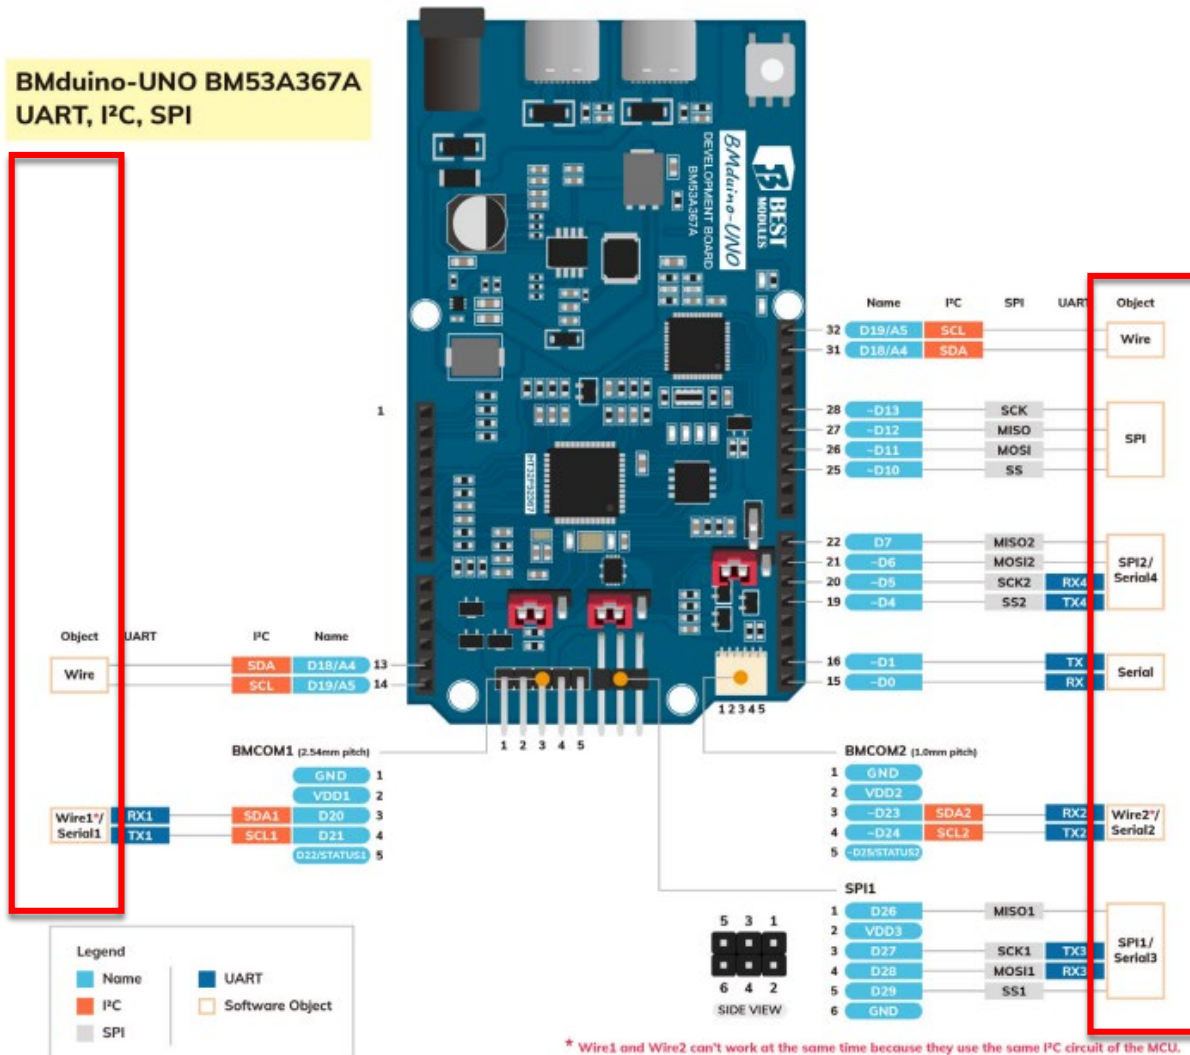 BMduino-UNO BM53A367A
UART, I²C, SPI
BEST
MODULES
BMduino-UNO
DEVELOPMENT BOARD
BM53A367A
HT32F52367
Name I²C SPI UART Object
32 D19/A5 SCL Wire
31 D18/A4 SDA
1
28 ~D13 SCK
27 ~D12 MISO
SPI
26 ~D11 MOSI
25 ~D10 SS
22 D7 MISO2
21 ~D6 MOSI2
SPI2/
Serial4
20 ~D5 SCK2 RX4
19 ~D4 SS2 TX4
Object UART I²C Name
Wire
SDA D18/A4 13
SCL D19/A5 14
16 ~D1 TX
Serial
15 ~D0 RX
1 2 3 4 5
1 2 3 4 5
BMCOM1 (2.54mm pitch)
GND 1
VDD1 2
Wire1*/
Serial1
RX1 SDA1 D20 3
TX1 SCL1 D21 4
D22/STATUS1 5
BMCOM2 (1.0mm pitch)
1 GND
2 VDD2
3 ~D23 SDA2 RX2
4 ~D24 SCL2 TX2
Wire2*/
Serial2
5 ~D25/STATUS2
SPI1
1 D26 MISO1
2 VDD3
3 D27 SCK1 TX3
4 D28 MOSI1 RX3
SPI1/
Serial3
5 D29 SS1
6 GND
5 3 1
6 4 2
SIDE VIEW
Legend
Name
I²C
SPI
UART
Software Object
* Wire1 and Wire2 can't work at the same time because they use the same I²C circuit of the MCU.